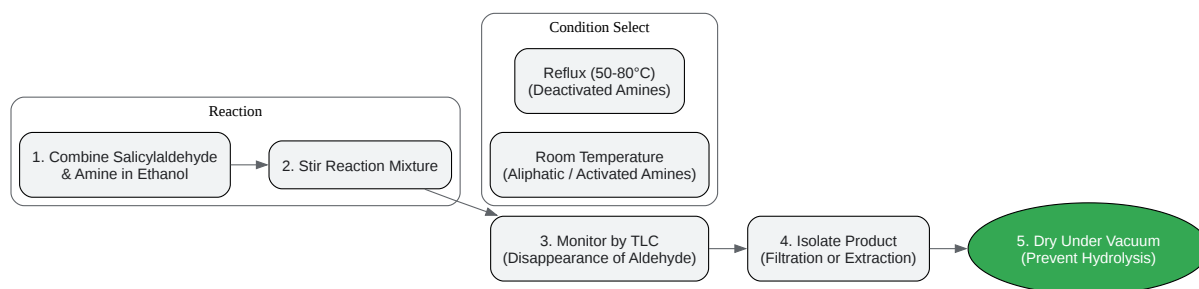 Reaction
1. Combine Salicylaldehyde
& Amine in Ethanol
2. Stir Reaction Mixture
Condition Select
Reflux (50-80°C)
(Deactivated Amines)
Room Temperature
(Aliphatic / Activated Amines)
3. Monitor by TLC
(Disappearance of Aldehyde)
4. Isolate Product
(Filtration or Extraction)
5. Dry Under Vacuum
(Prevent Hydrolysis)